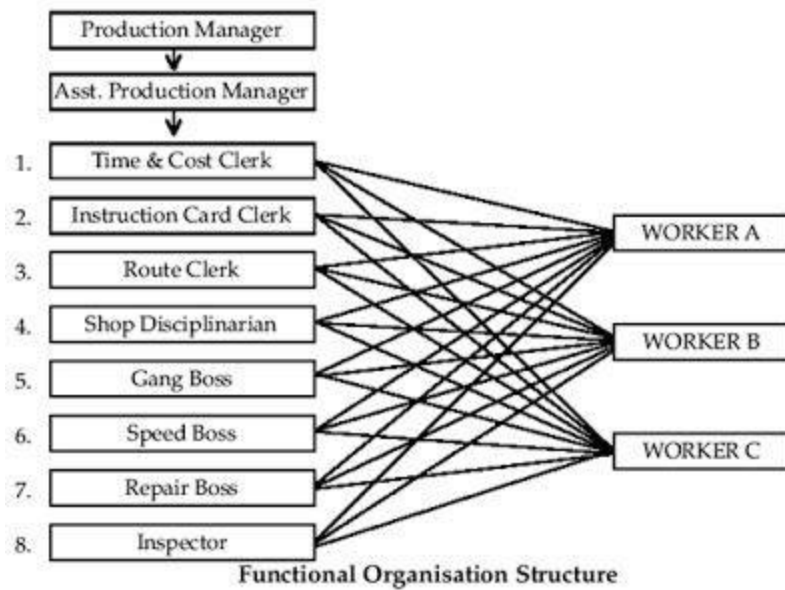 Production Manager
Asst. Production Manager
1. Time & Cost Clerk
2. Instruction Card Clerk
3. Route Clerk
4. Shop Disciplinarian
5. Gang Boss
6. Speed Boss
7. Repair Boss
8. Inspector
WORKER A
WORKER B
WORKER C
Functional Organisation Structure